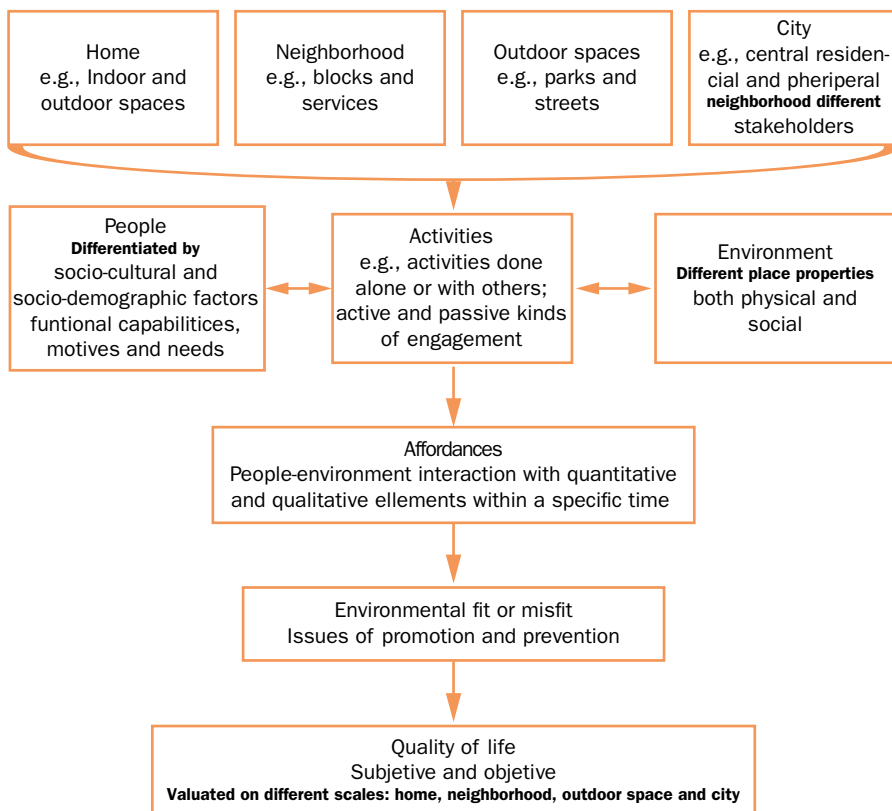 Home
e.g., Indoor and
outdoor spaces
Neighborhood
e.g., blocks and
services
Outdoor spaces
e.g., parks and
streets
City
e.g., central residen-
cial and pheriperal
neighborhood different
stakeholders
People
Differentiated by
socio-cultural and
socio-demographic factors
funtional capabilitices,
motives and needs
Activities
e.g., activities done
alone or with others;
active and passive kinds
of engagement
Environment
Different place properties
both physical and
social
Affordances
People-environment interaction with quantitative
and qualitative ellements within a specific time
Environmental fit or misfit
Issues of promotion and prevention
Quality of life
Subjetive and objetive
Valuated on different scales: home, neighborhood, outdoor space and city